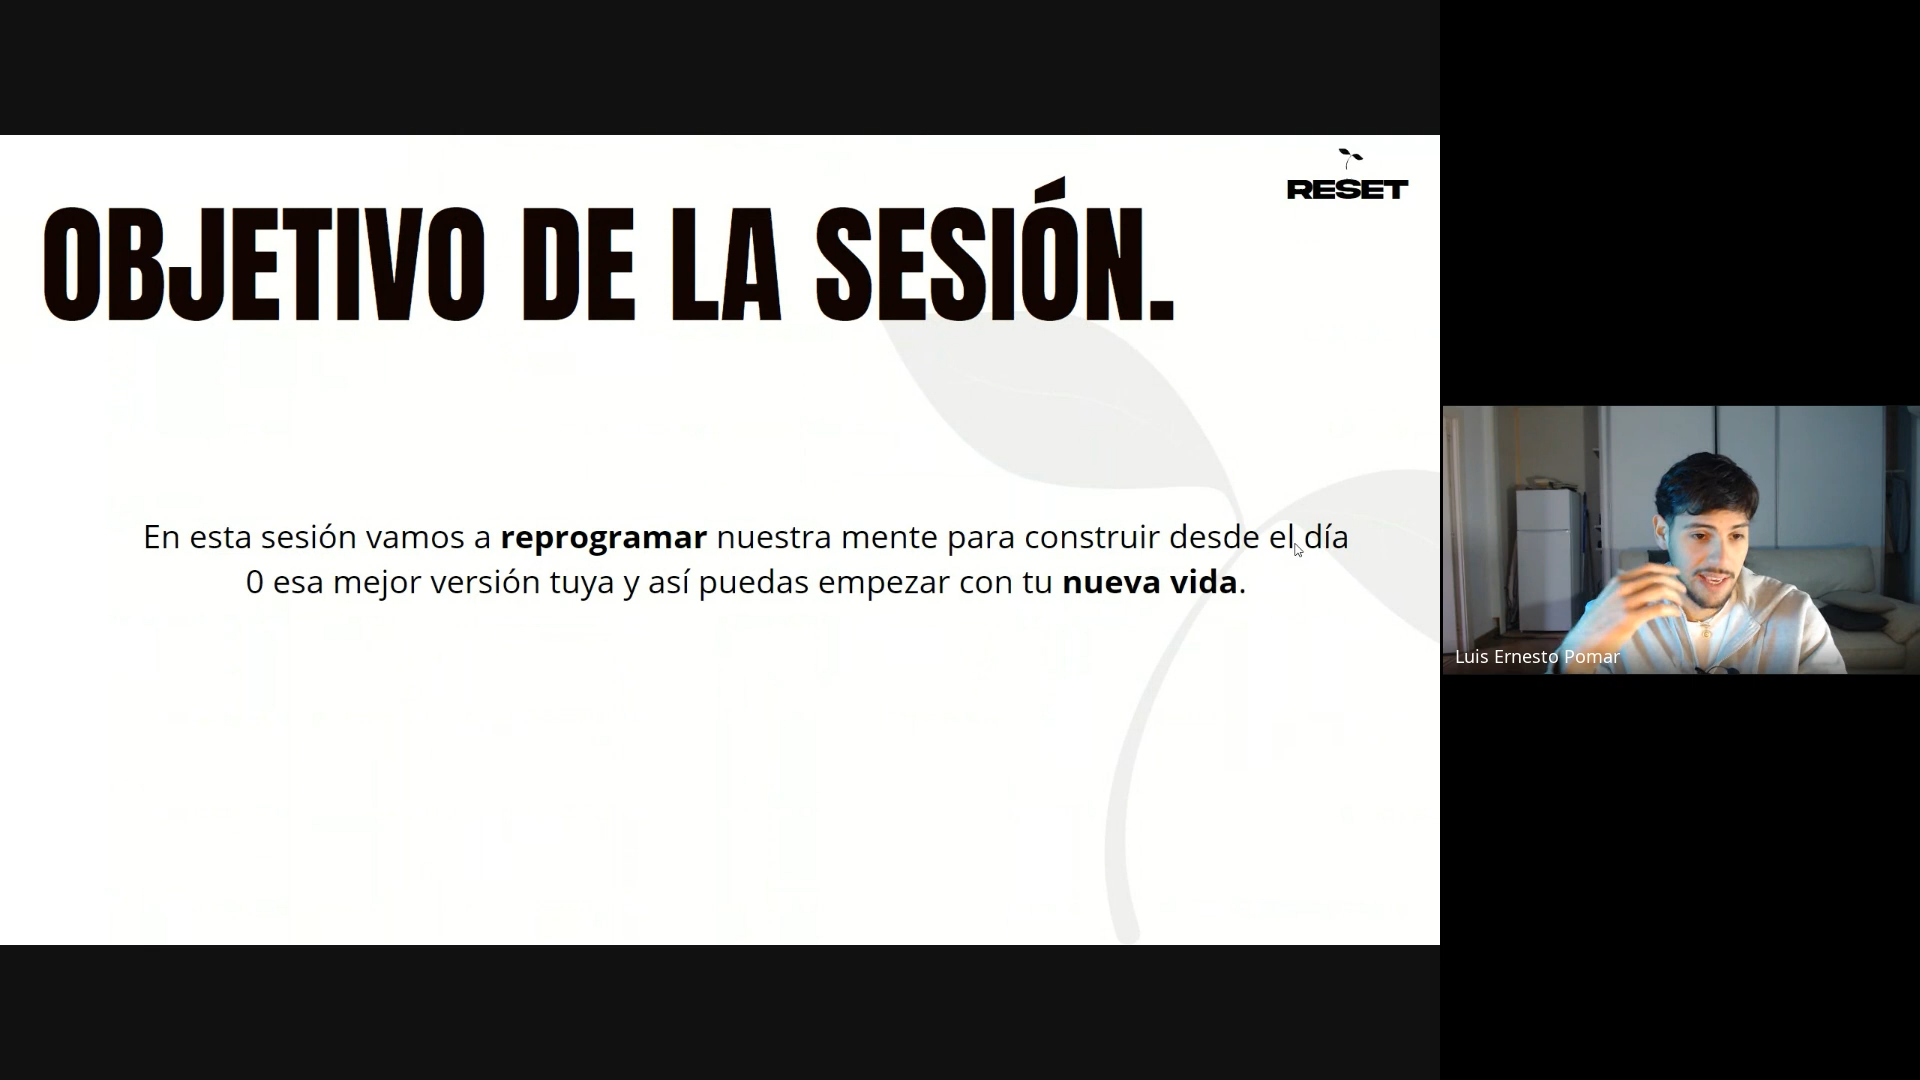 RESET
OBJETIVO DE LA SESIÓN.
En esta sesión vamos a reprogramar nuestra mente para construir desde el día
0 esa mejor versión tuya y así puedas empezar con tu nueva vida.
Luis Ernesto Pomar